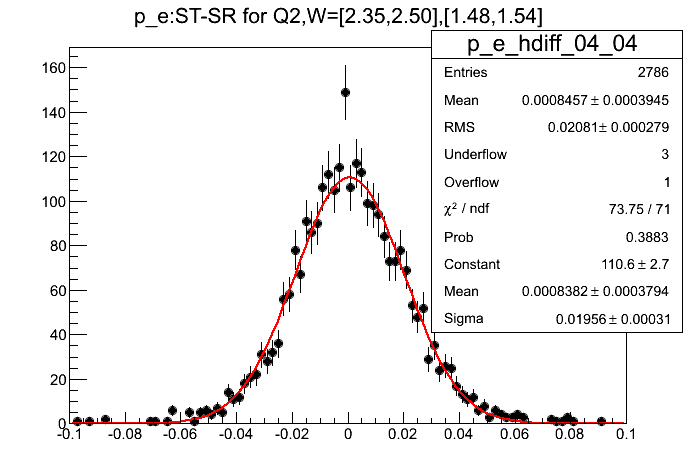 p_e:ST-SR for Q2,W=[2.35,2.50],[1.48,1.54]
p_e_hdiff_04_04
Entries 2786
Mean 0.0008457 ± 0.0003945
RMS 0.02081± 0.000279
Underflow 3
Overflow 1
χ² / ndf 73.75 / 71
Prob 0.3883
Constant 110.6 ± 2.7
Mean 0.0008382 ± 0.0003794
Sigma 0.01956 ± 0.00031
160
140
120
100
80
60
40
20
0
-0.1 -0.08 -0.06 -0.04 -0.02 0 0.02 0.04 0.06 0.08 0.1